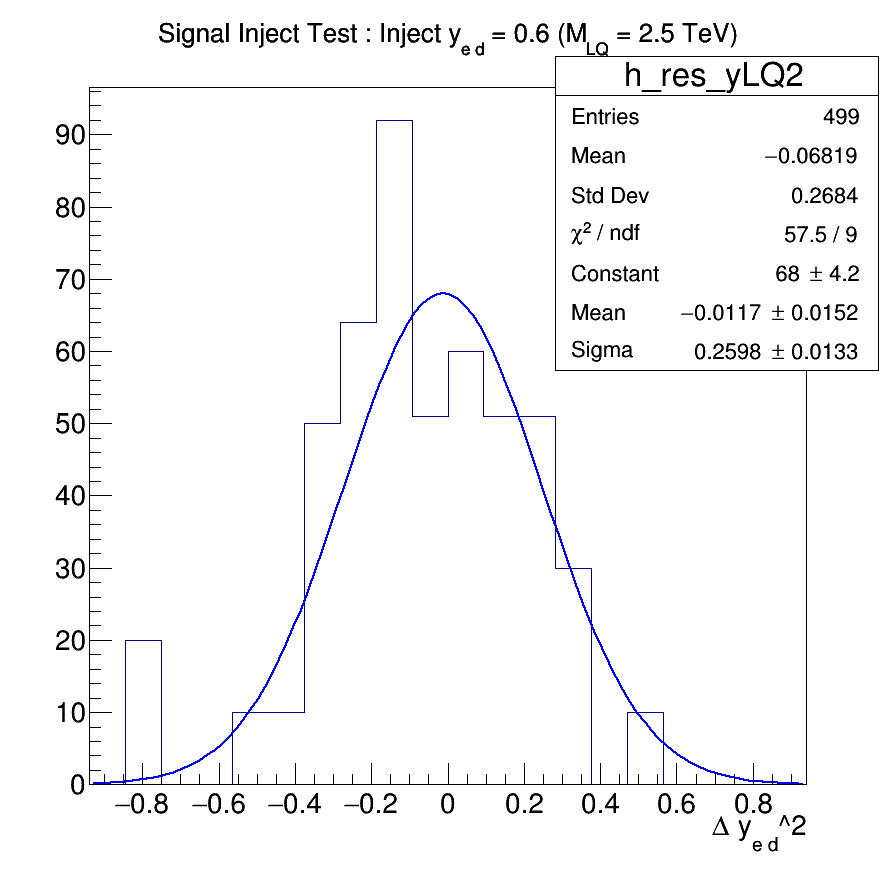 Signal Inject Test : Inject y_{e d} = 0.6 (M_{LQ} = 2.5 TeV)
h_res_yLQ2
Entries 499
Mean −0.06819
Std Dev 0.2684
χ² / ndf 57.5 / 9
Constant 68 ± 4.2
Mean −0.0117 ± 0.0152
Sigma 0.2598 ± 0.0133
90
80
70
60
50
40
30
20
10
0
−0.8 −0.6 −0.4 −0.2 0 0.2 0.4 0.6 0.8
Δ y_{e d}^2